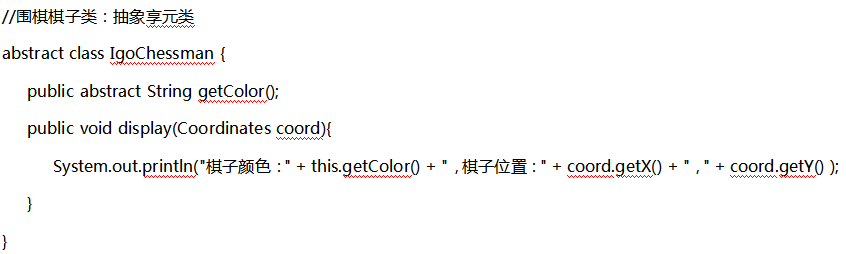 //围棋棋子类：抽象享元类
abstract class IgoChessman {
public abstract String getColor();
public void display(Coordinates coord){
System.out.println("棋子颜色：" + this.getColor() + "，棋子位置：" + coord.getX() + "，" + coord.getY() );
}
}